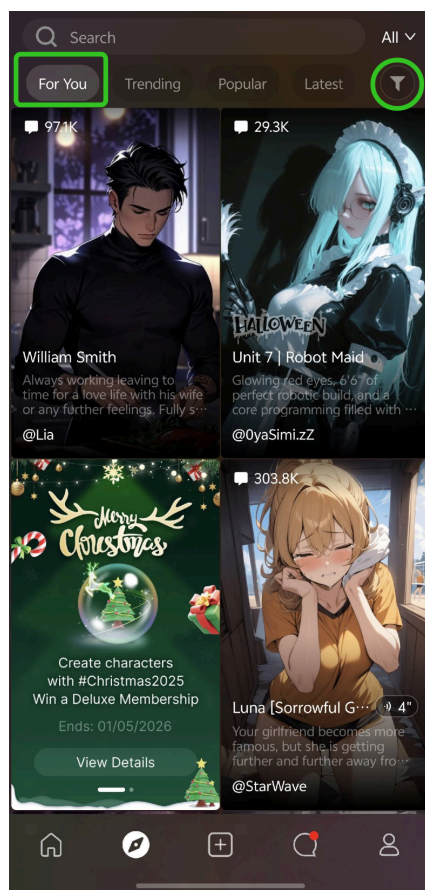 Search
All
For You
Trending
Popular
Latest
97.1K
29.3K
HALLOWEEN
William Smith
Always working leaving to
time for a love life with his wife
or any further feelings. Fully s···
@Lia
Unit 7 | Robot Maid
Glowing red eyes, 6'6" of
perfect robotic build, and a
core programming filled with ···
@0yaSimi.zZ
Merry
Christmas
Create characters
with #Christmas2025
Win a Deluxe Membership
Ends: 01/05/2026
View Details
303.8K
Luna [Sorrowful G··· 4"
Your girlfriend becomes more
famous, but she is getting
further and further away fro···
@StarWave